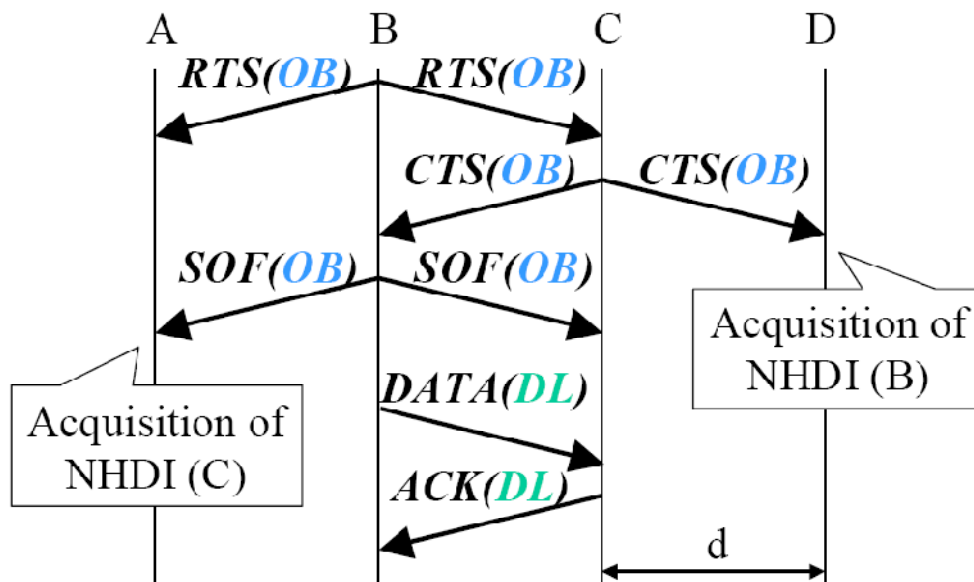 A B C D
RTS(OB) RTS(OB)
CTS(OB) CTS(OB)
SOF(OB) SOF(OB)
Acquisition of
NHDI (B)
DATA(DL)
Acquisition of
NHDI (C)
ACK(DL)
d